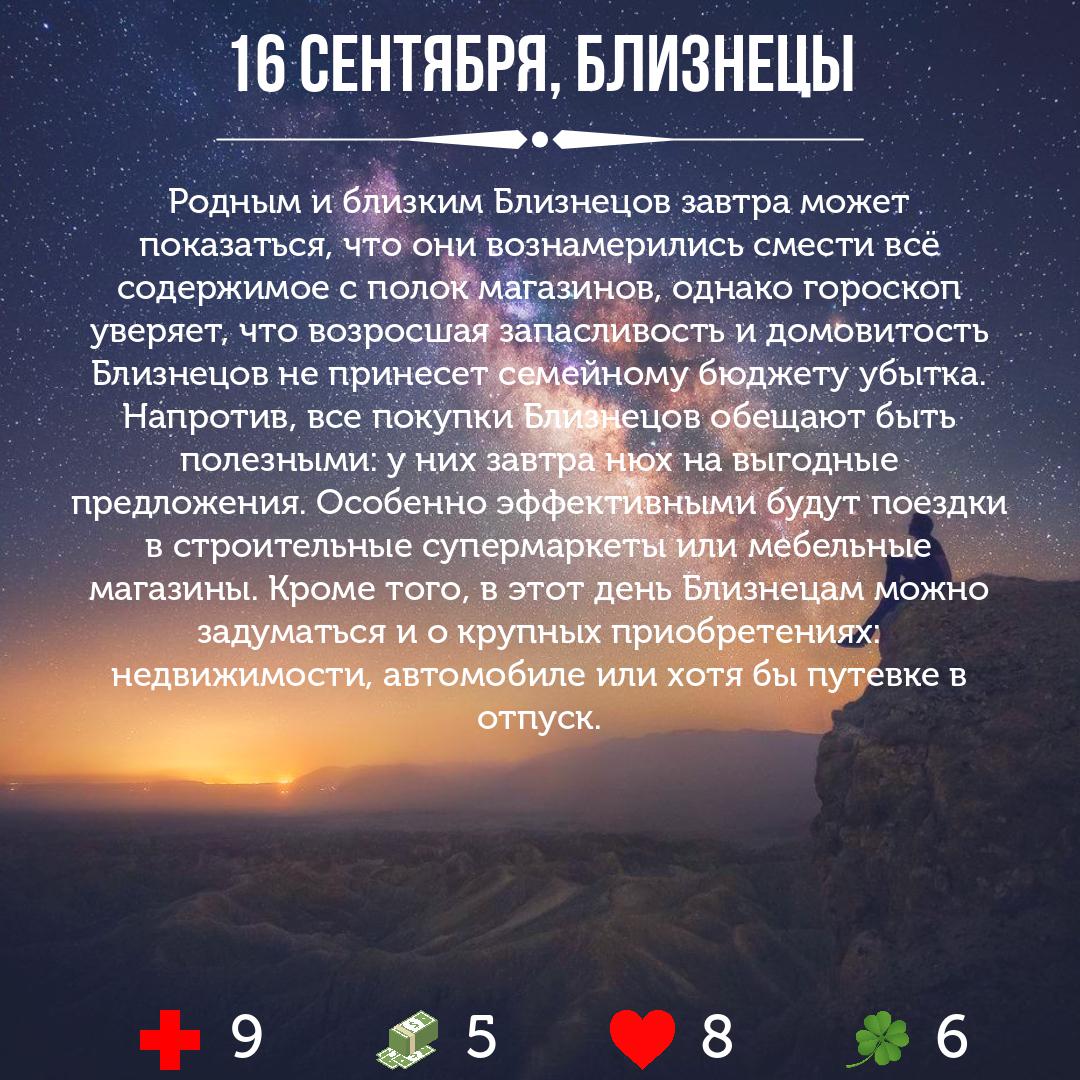 16 СЕНТЯБРЯ, БЛИЗНЕЦЫ
Родным и близким Близнецов завтра может
показаться, что они вознамерились смести всё
содержимое с полок магазинов, однако гороскоп
уверяет, что возросшая запасливость и домовитость
Близнецов не принесет семейному бюджету убытка.
Напротив, все покупки Близнецов обещают быть
полезными: у них завтра нюх на выгодные
предложения. Особенно эффективными будут поездки
в строительные супермаркеты или мебельные
магазины. Кроме того, в этот день Близнецам можно
задуматься и о крупных приобретениях:
недвижимости, автомобиле или хотя бы путевке в
отпуск.
9 5 8 6